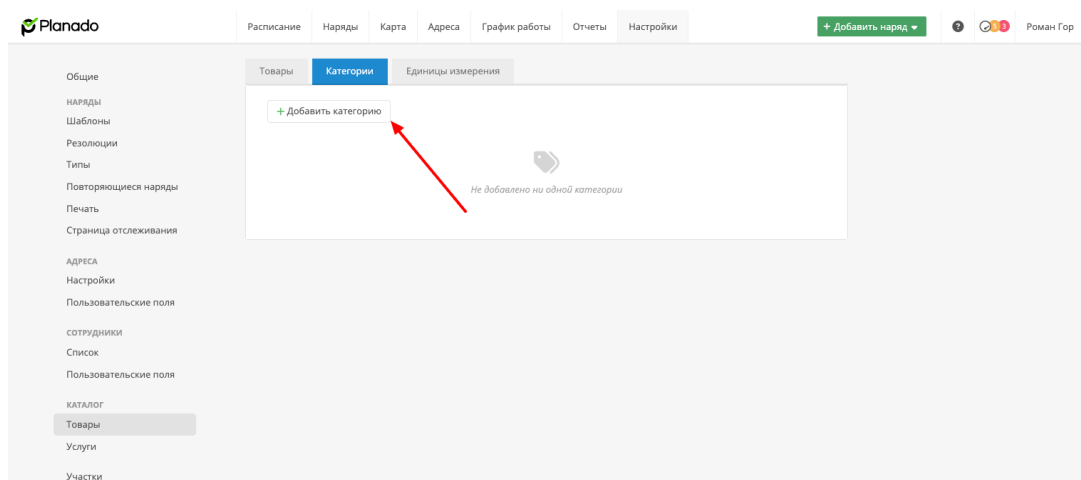 Planado
Расписание Наряды Карта Адреса График работы Отчеты Настройки + Добавить наряд ? 3 Роман Гор
Товары Категории Единицы измерения
+ Добавить категорию
Не добавлено ни одной категории
Общие
НАРЯДЫ
Шаблоны
Резолюции
Типы
Повторяющиеся наряды
Печать
Страница отслеживания
АДРЕСА
Настройки
Пользовательские поля
СОТРУДНИКИ
Список
Пользовательские поля
КАТАЛОГ
Товары
Услуги
Участки